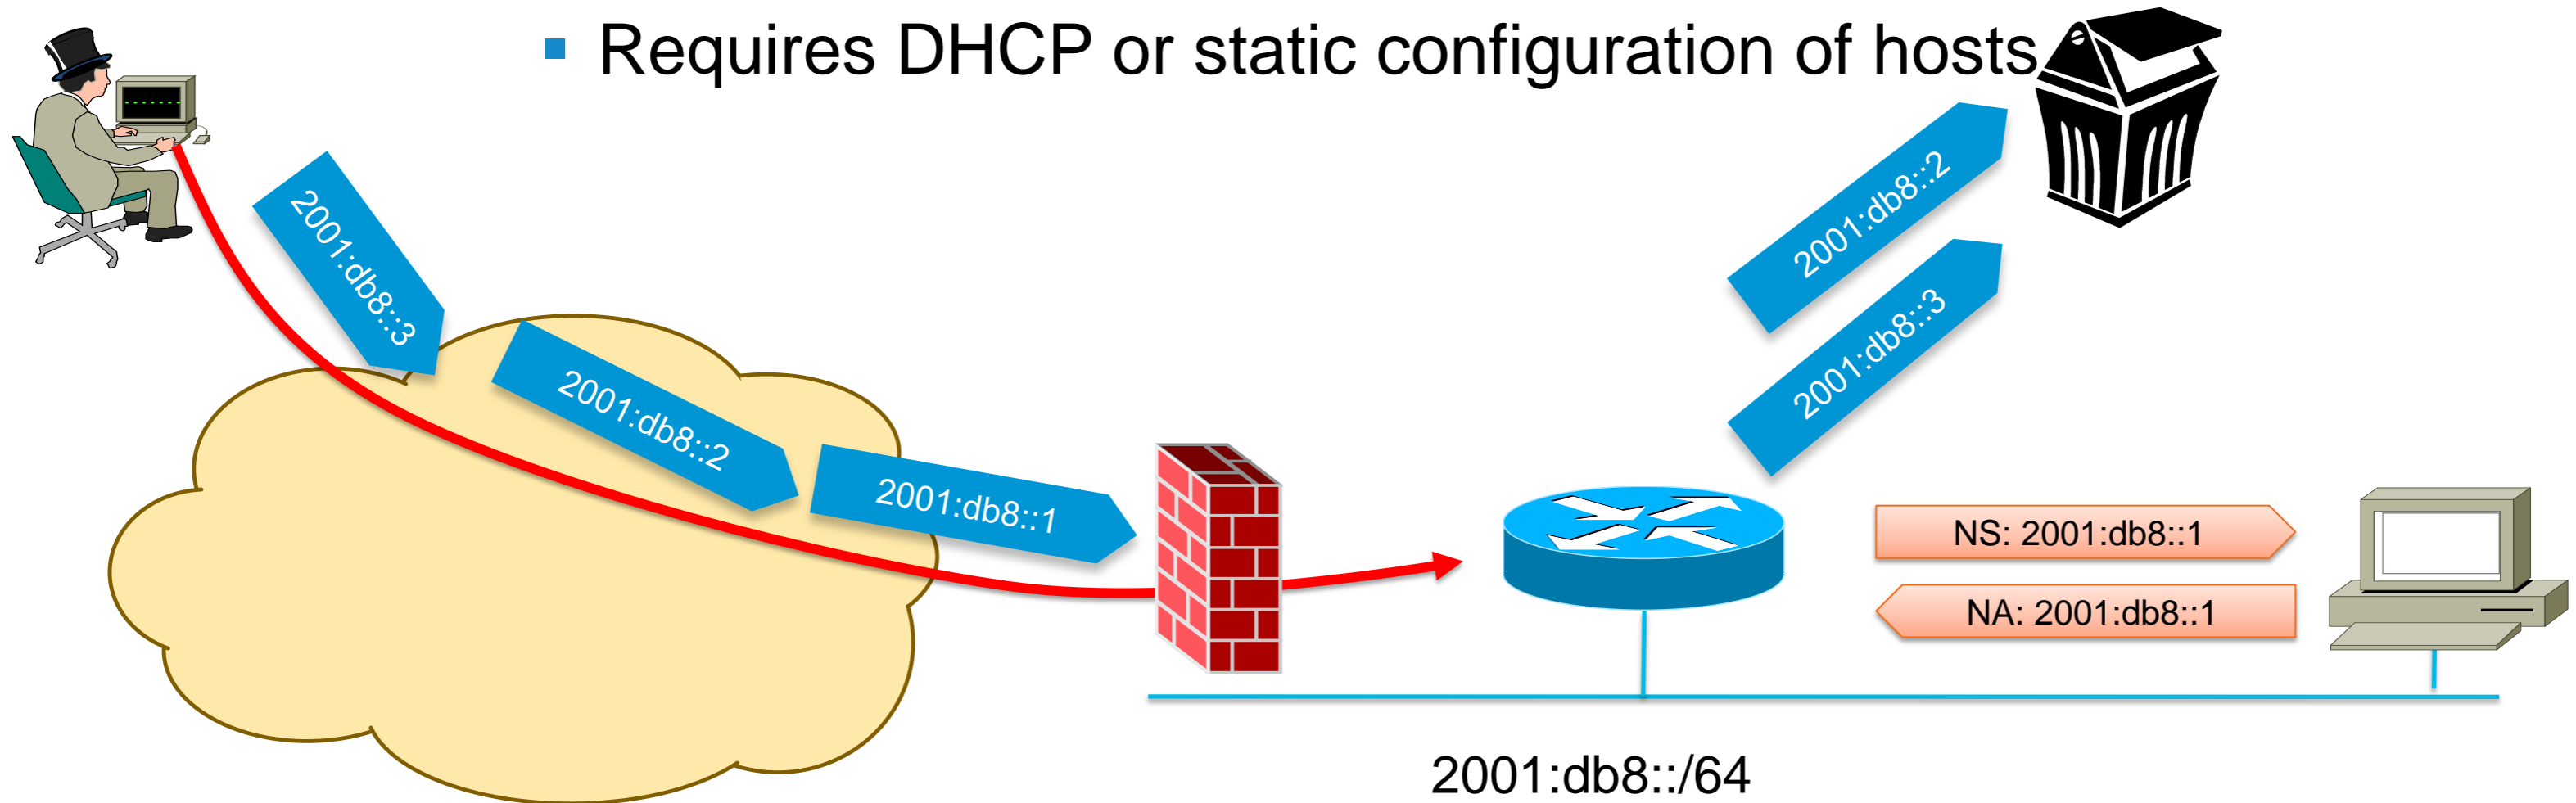 Requires DHCP or static configuration of hosts
2001:db8::3
2001:db8::2
2001:db8::1
2001:db8::2
2001:db8::3
NS: 2001:db8::1
NA: 2001:db8::1
2001:db8::/64